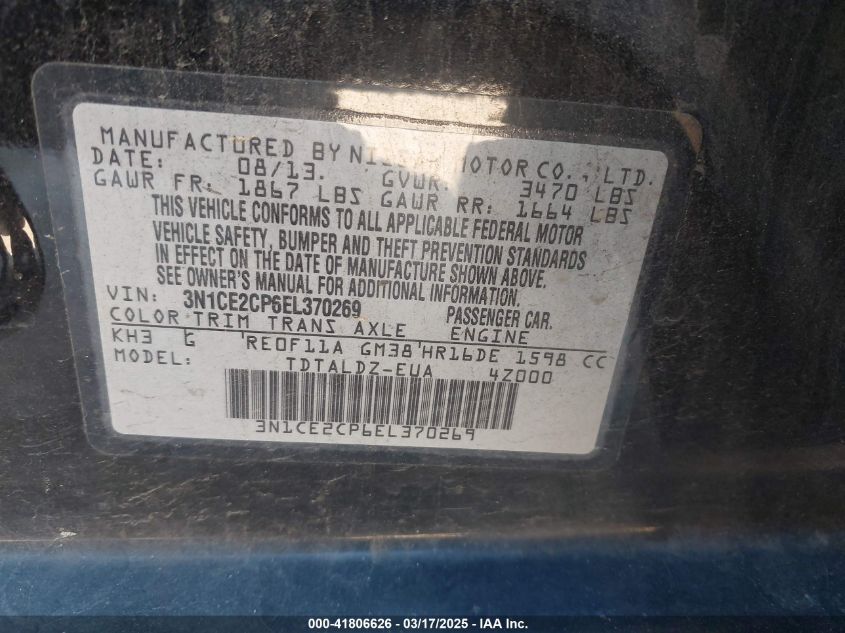 MANUFACTURED BY NISSAN MOTOR CO., LTD.
DATE: 08/13. GVWR: 3470 LBS
GAWR FR: 1867 LBS GAWR RR: 1664 LBS
THIS VEHICLE CONFORMS TO ALL APPLICABLE FEDERAL MOTOR
VEHICLE SAFETY, BUMPER AND THEFT PREVENTION STANDARDS
IN EFFECT ON THE DATE OF MANUFACTURE SHOWN ABOVE.
SEE OWNER'S MANUAL FOR ADDITIONAL INFORMATION.
VIN: 3N1CE2CP6EL370269 PASSENGER CAR.
COLOR TRIM TRANS AXLE ENGINE
KH3 G RE0F11A GM38 HR16DE 1598 CC
MODEL: TDTALDZ-EUA 4Z000
3N1CE2CP6EL370269
000-41806626 - 03/17/2025 - IAA Inc.